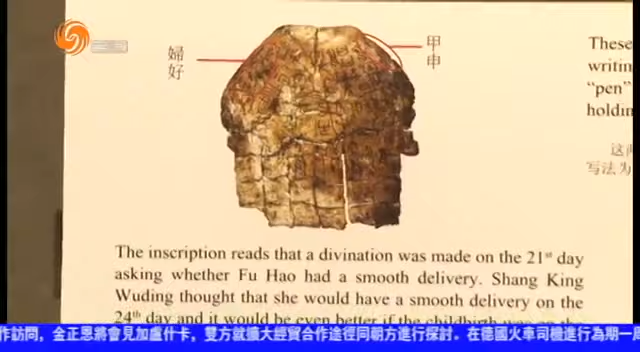 婦好
甲申
These
writin
"pen"
holdin
这两
写法为
The inscription reads that a divination was made on the 21st day
asking whether Fu Hao had a smooth delivery. Shang King
Wuding thought that she would have a smooth delivery on the
24th day and it would be even better if the childbirth was on the
作訪問，金正恩將會見加盧什卡，雙方就擴大經貿合作途徑同朝方進行探討。在德國火車司機進行為期一周